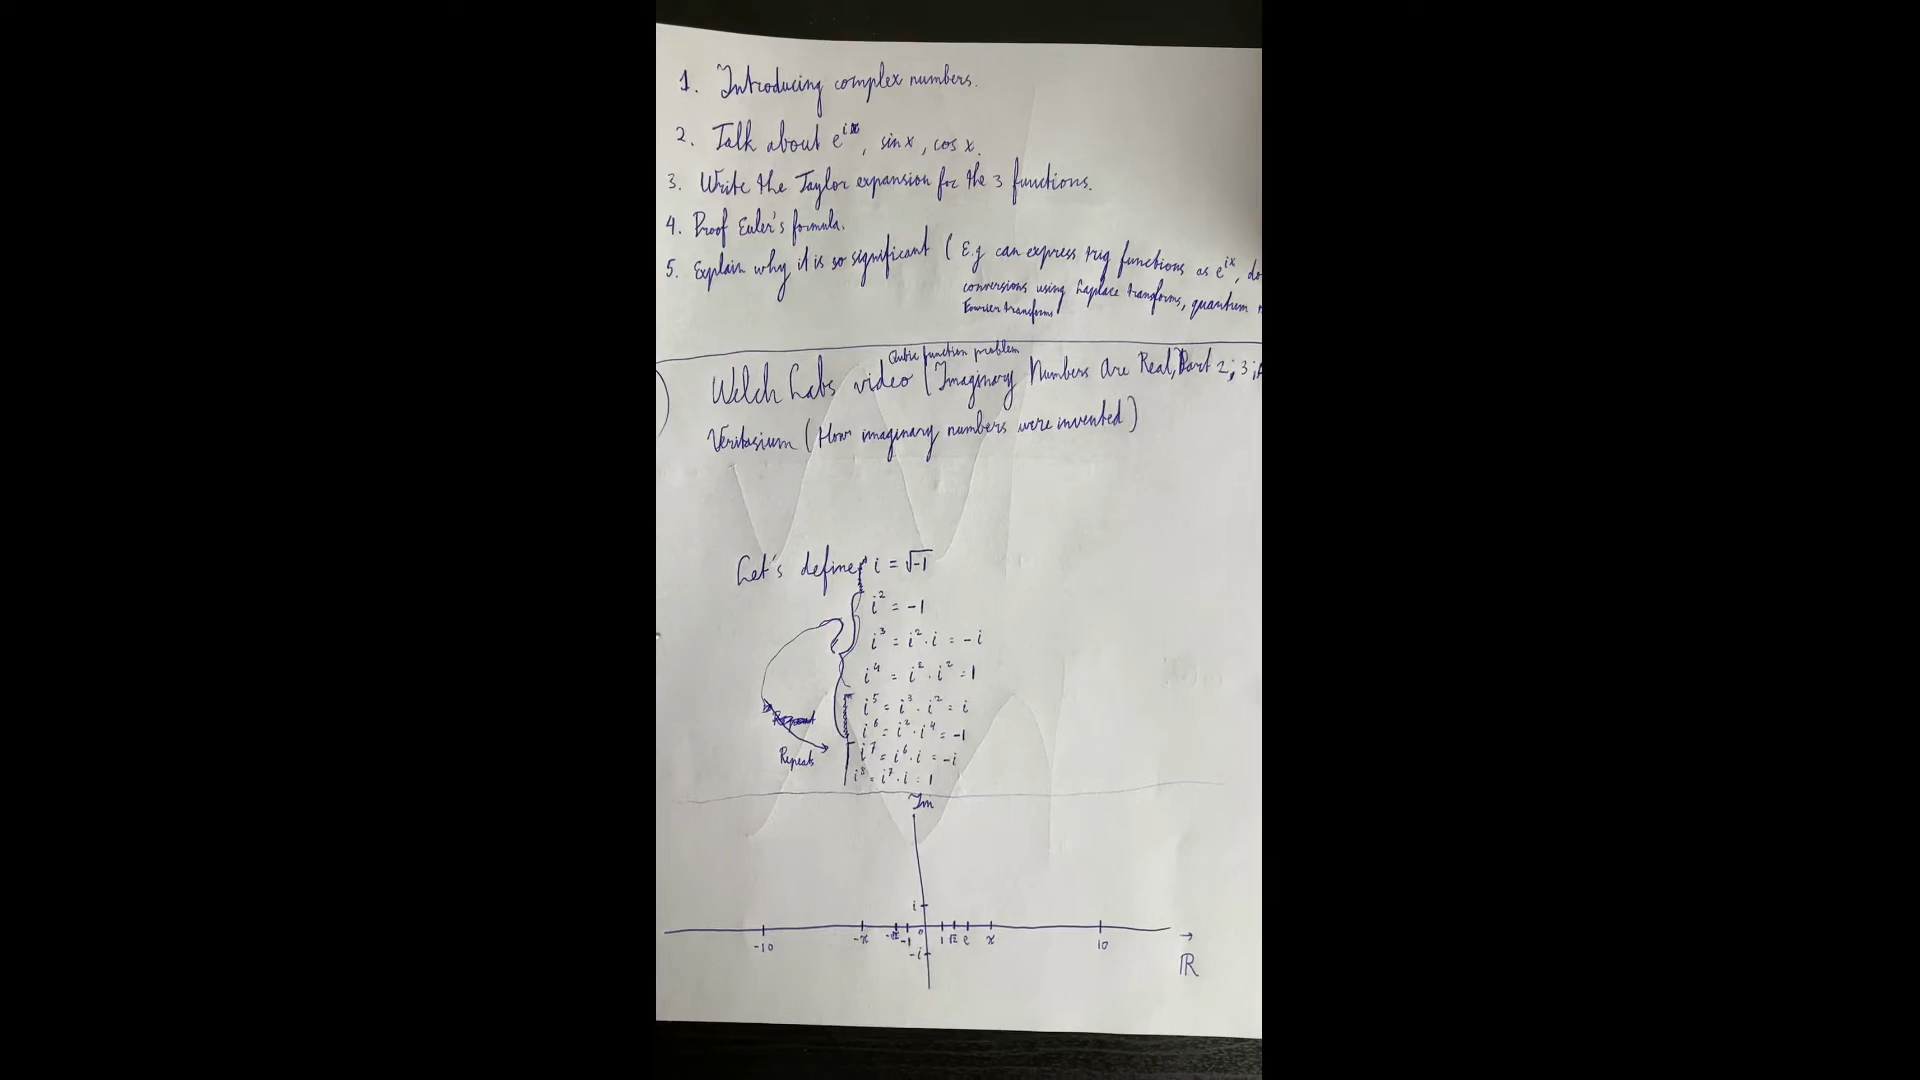 1. Introducing complex numbers.
2. Talk about e^{ix}, sin x, cos x.
3. Write the Taylor expansion for the 3 functions.
4. Proof Euler's formula.
5. Explain why it is so significant (E.g can express trig functions as e^{ix}, do
conversions using Laplace transforms, quantum
Fourier transforms
Cubic function problem
Welch Labs video (Imaginary Numbers Are Real, Part 2; 3;
Veritasium (How imaginary numbers were invented)
Let's define i = √-1
i² = -1
i³ = i² · i = -i
i⁴ = i² · i² = 1
i⁵ = i³ · i² = i
i⁶ = i² · i⁴ = -1
i⁷ = i⁶ · i = -i
Repeats
i⁸ = i⁷ · i = 1
Im
i
-10 -π -√2 -1 0 1 √2 e π 10
-i
ℝ